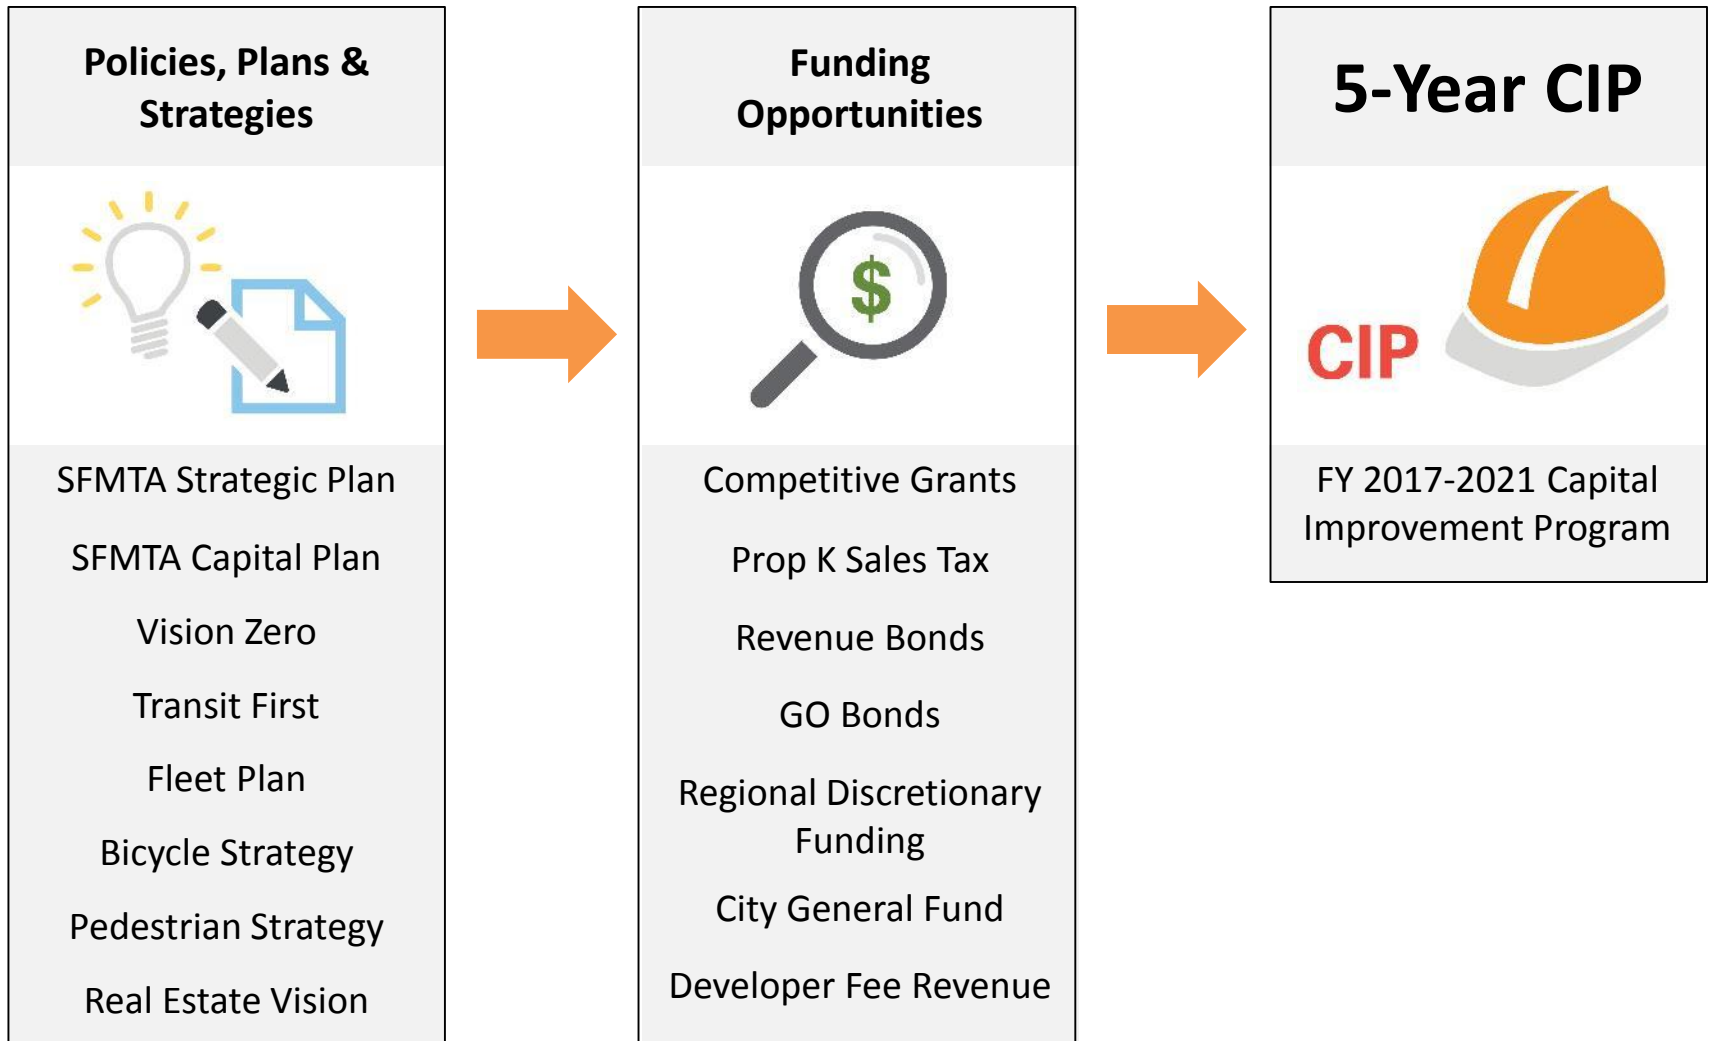 Policies, Plans &
Strategies
SFMTA Strategic Plan
SFMTA Capital Plan
Vision Zero
Transit First
Fleet Plan
Bicycle Strategy
Pedestrian Strategy
Real Estate Vision
Funding
Opportunities
$
Competitive Grants
Prop K Sales Tax
Revenue Bonds
GO Bonds
Regional Discretionary
Funding
City General Fund
Developer Fee Revenue
5-Year CIP
CIP
FY 2017-2021 Capital
Improvement Program